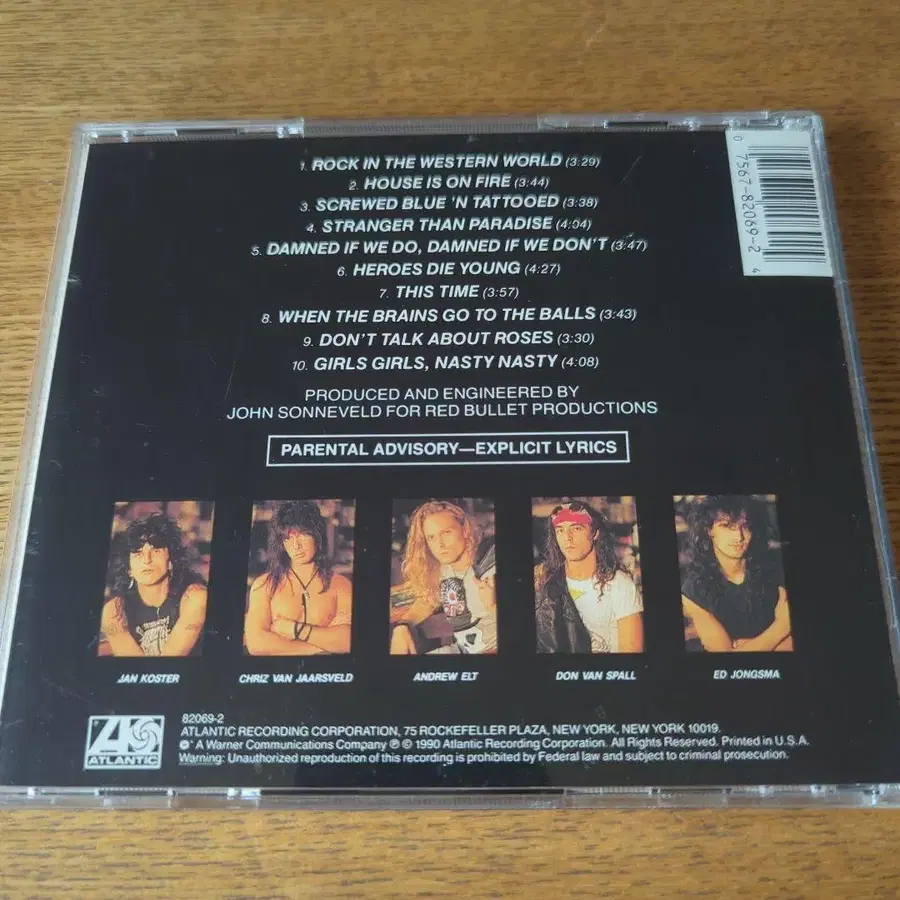 1. ROCK IN THE WESTERN WORLD (3:29)
2. HOUSE IS ON FIRE (3:44)
3. SCREWED BLUE 'N TATTOOED (3:38)
4. STRANGER THAN PARADISE (4:04)
5. DAMNED IF WE DO, DAMNED IF WE DON'T (3:47)
6. HEROES DIE YOUNG (4:27)
7. THIS TIME (3:57)
8. WHEN THE BRAINS GO TO THE BALLS (3:43)
9. DON'T TALK ABOUT ROSES (3:30)
10. GIRLS GIRLS, NASTY NASTY (4:08)
0 7567-82069-2 4
PRODUCED AND ENGINEERED BY
JOHN SONNEVELD FOR RED BULLET PRODUCTIONS
PARENTAL ADVISORY—EXPLICIT LYRICS
JAN KOSTER
CHRIZ VAN JAARSVELD
ANDREW ELT
DON VAN SPALL
ED JONGSMA
ATLANTIC
82069-2
ATLANTIC RECORDING CORPORATION, 75 ROCKEFELLER PLAZA, NEW YORK, NEW YORK 10019.
A Warner Communications Company ℗ © 1990 Atlantic Recording Corporation. All Rights Reserved. Printed in U.S.A.
Warning: Unauthorized reproduction of this recording is prohibited by Federal law and subject to criminal prosecution.